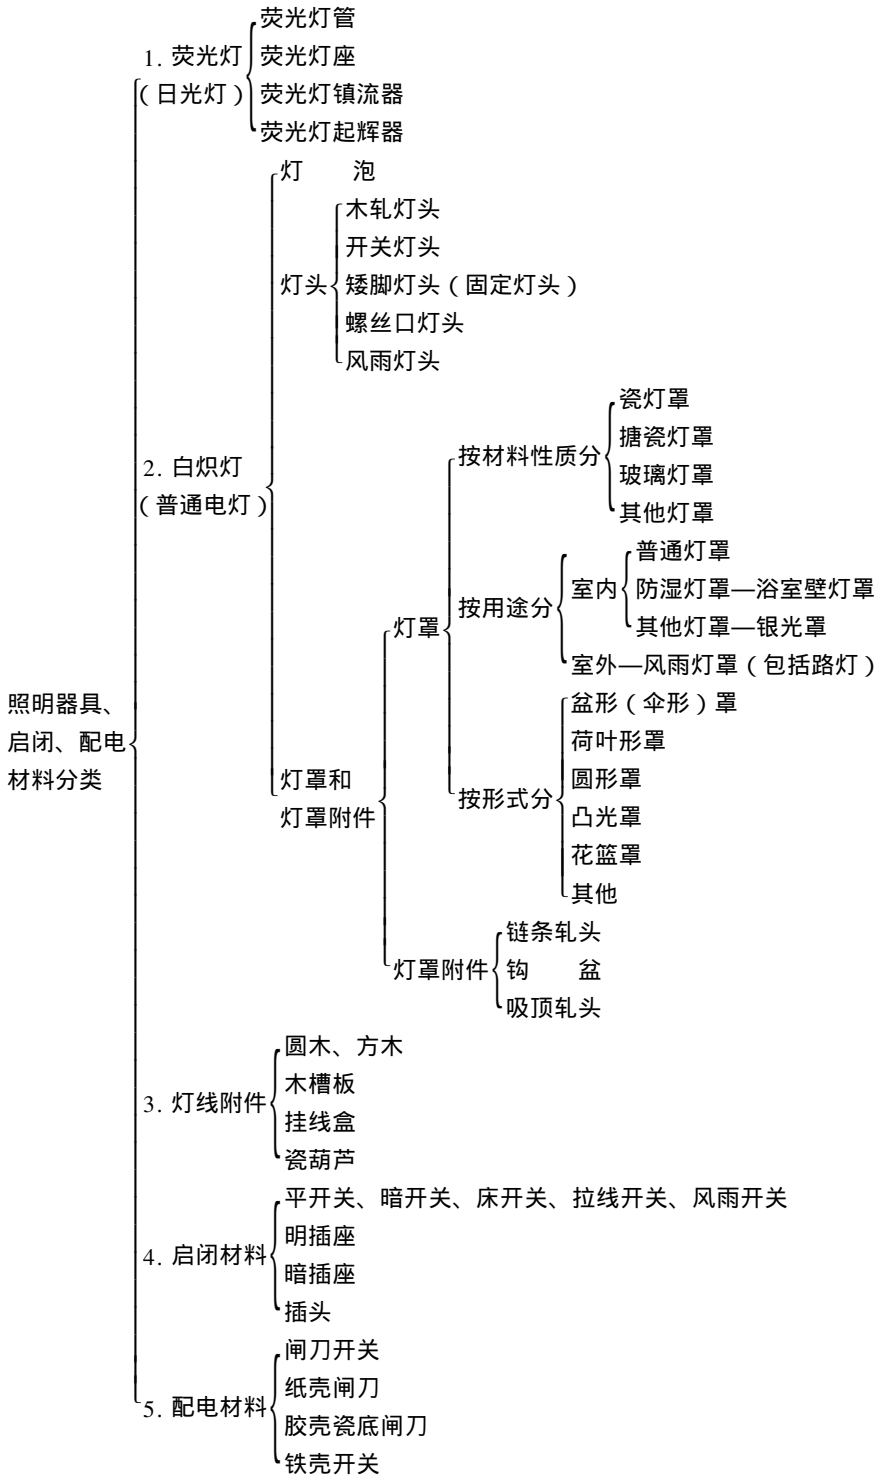 荧光灯管
1. 荧光灯
荧光灯座
(日光灯)
荧光灯镇流器
荧光灯起辉器
灯 泡
木轧灯头
开关灯头
灯头
矮脚灯头(固定灯头)
螺丝口灯头
风雨灯头
瓷灯罩
搪瓷灯罩
按材料性质分
2. 白炽灯
玻璃灯罩
(普通电灯)
其他灯罩
普通灯罩
室内
防湿灯罩—浴室壁灯罩
按用途分
灯罩
其他灯罩—银光罩
室外—风雨灯罩(包括路灯)
照明器具、
启闭、配电
材料分类
盆形(伞形)罩
荷叶形罩
灯罩和
灯罩附件
圆形罩
按形式分
凸光罩
花篮罩
其他
链条轧头
灯罩附件
钩 盆
吸顶轧头
圆木、方木
木槽板
3. 灯线附件
挂线盒
瓷葫芦
平开关、暗开关、床开关、拉线开关、风雨开关
明插座
4. 启闭材料
暗插座
插头
闸刀开关
纸壳闸刀
5. 配电材料
胶壳瓷底闸刀
铁壳开关